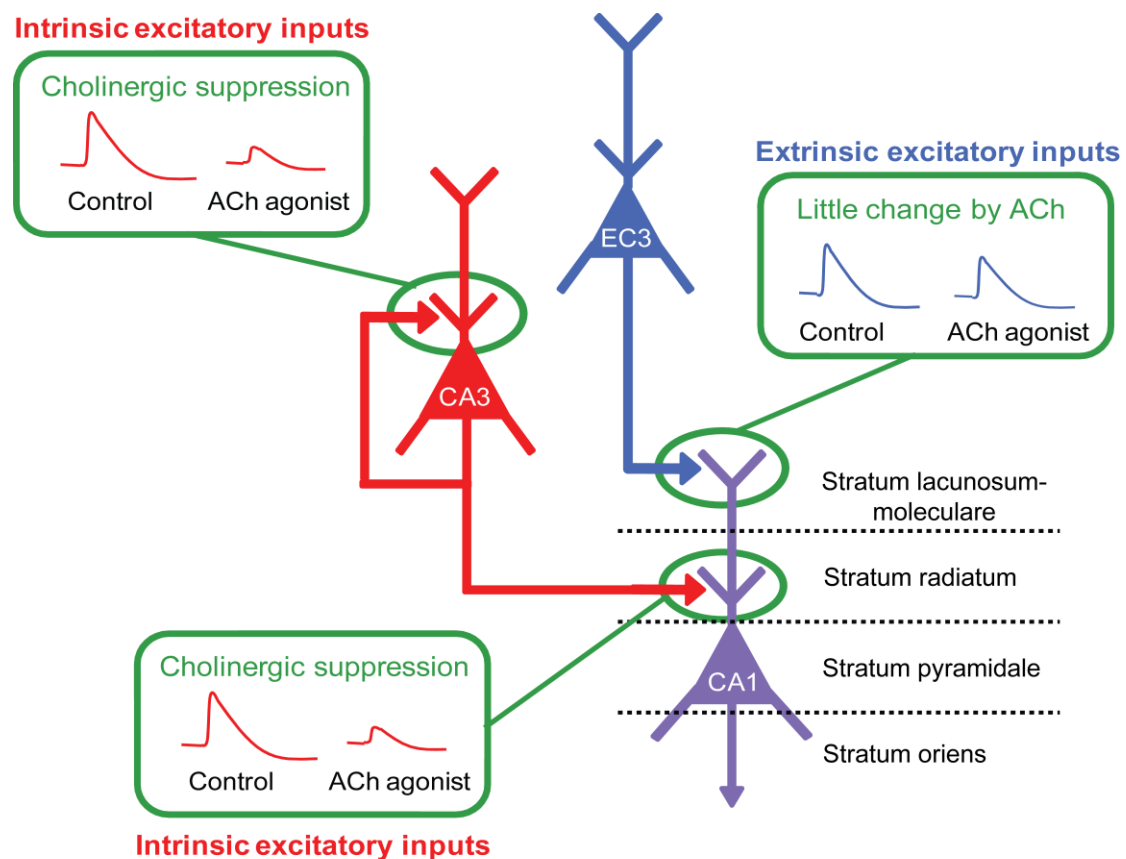 Intrinsic excitatory inputs
Cholinergic suppression
Control
ACh agonist
Extrinsic excitatory inputs
Little change by ACh
Control
ACh agonist
EC3
CA3
Stratum lacunosum-
moleculare
Stratum radiatum
CA1
Stratum pyramidale
Stratum oriens
Cholinergic suppression
Control
ACh agonist
Intrinsic excitatory inputs